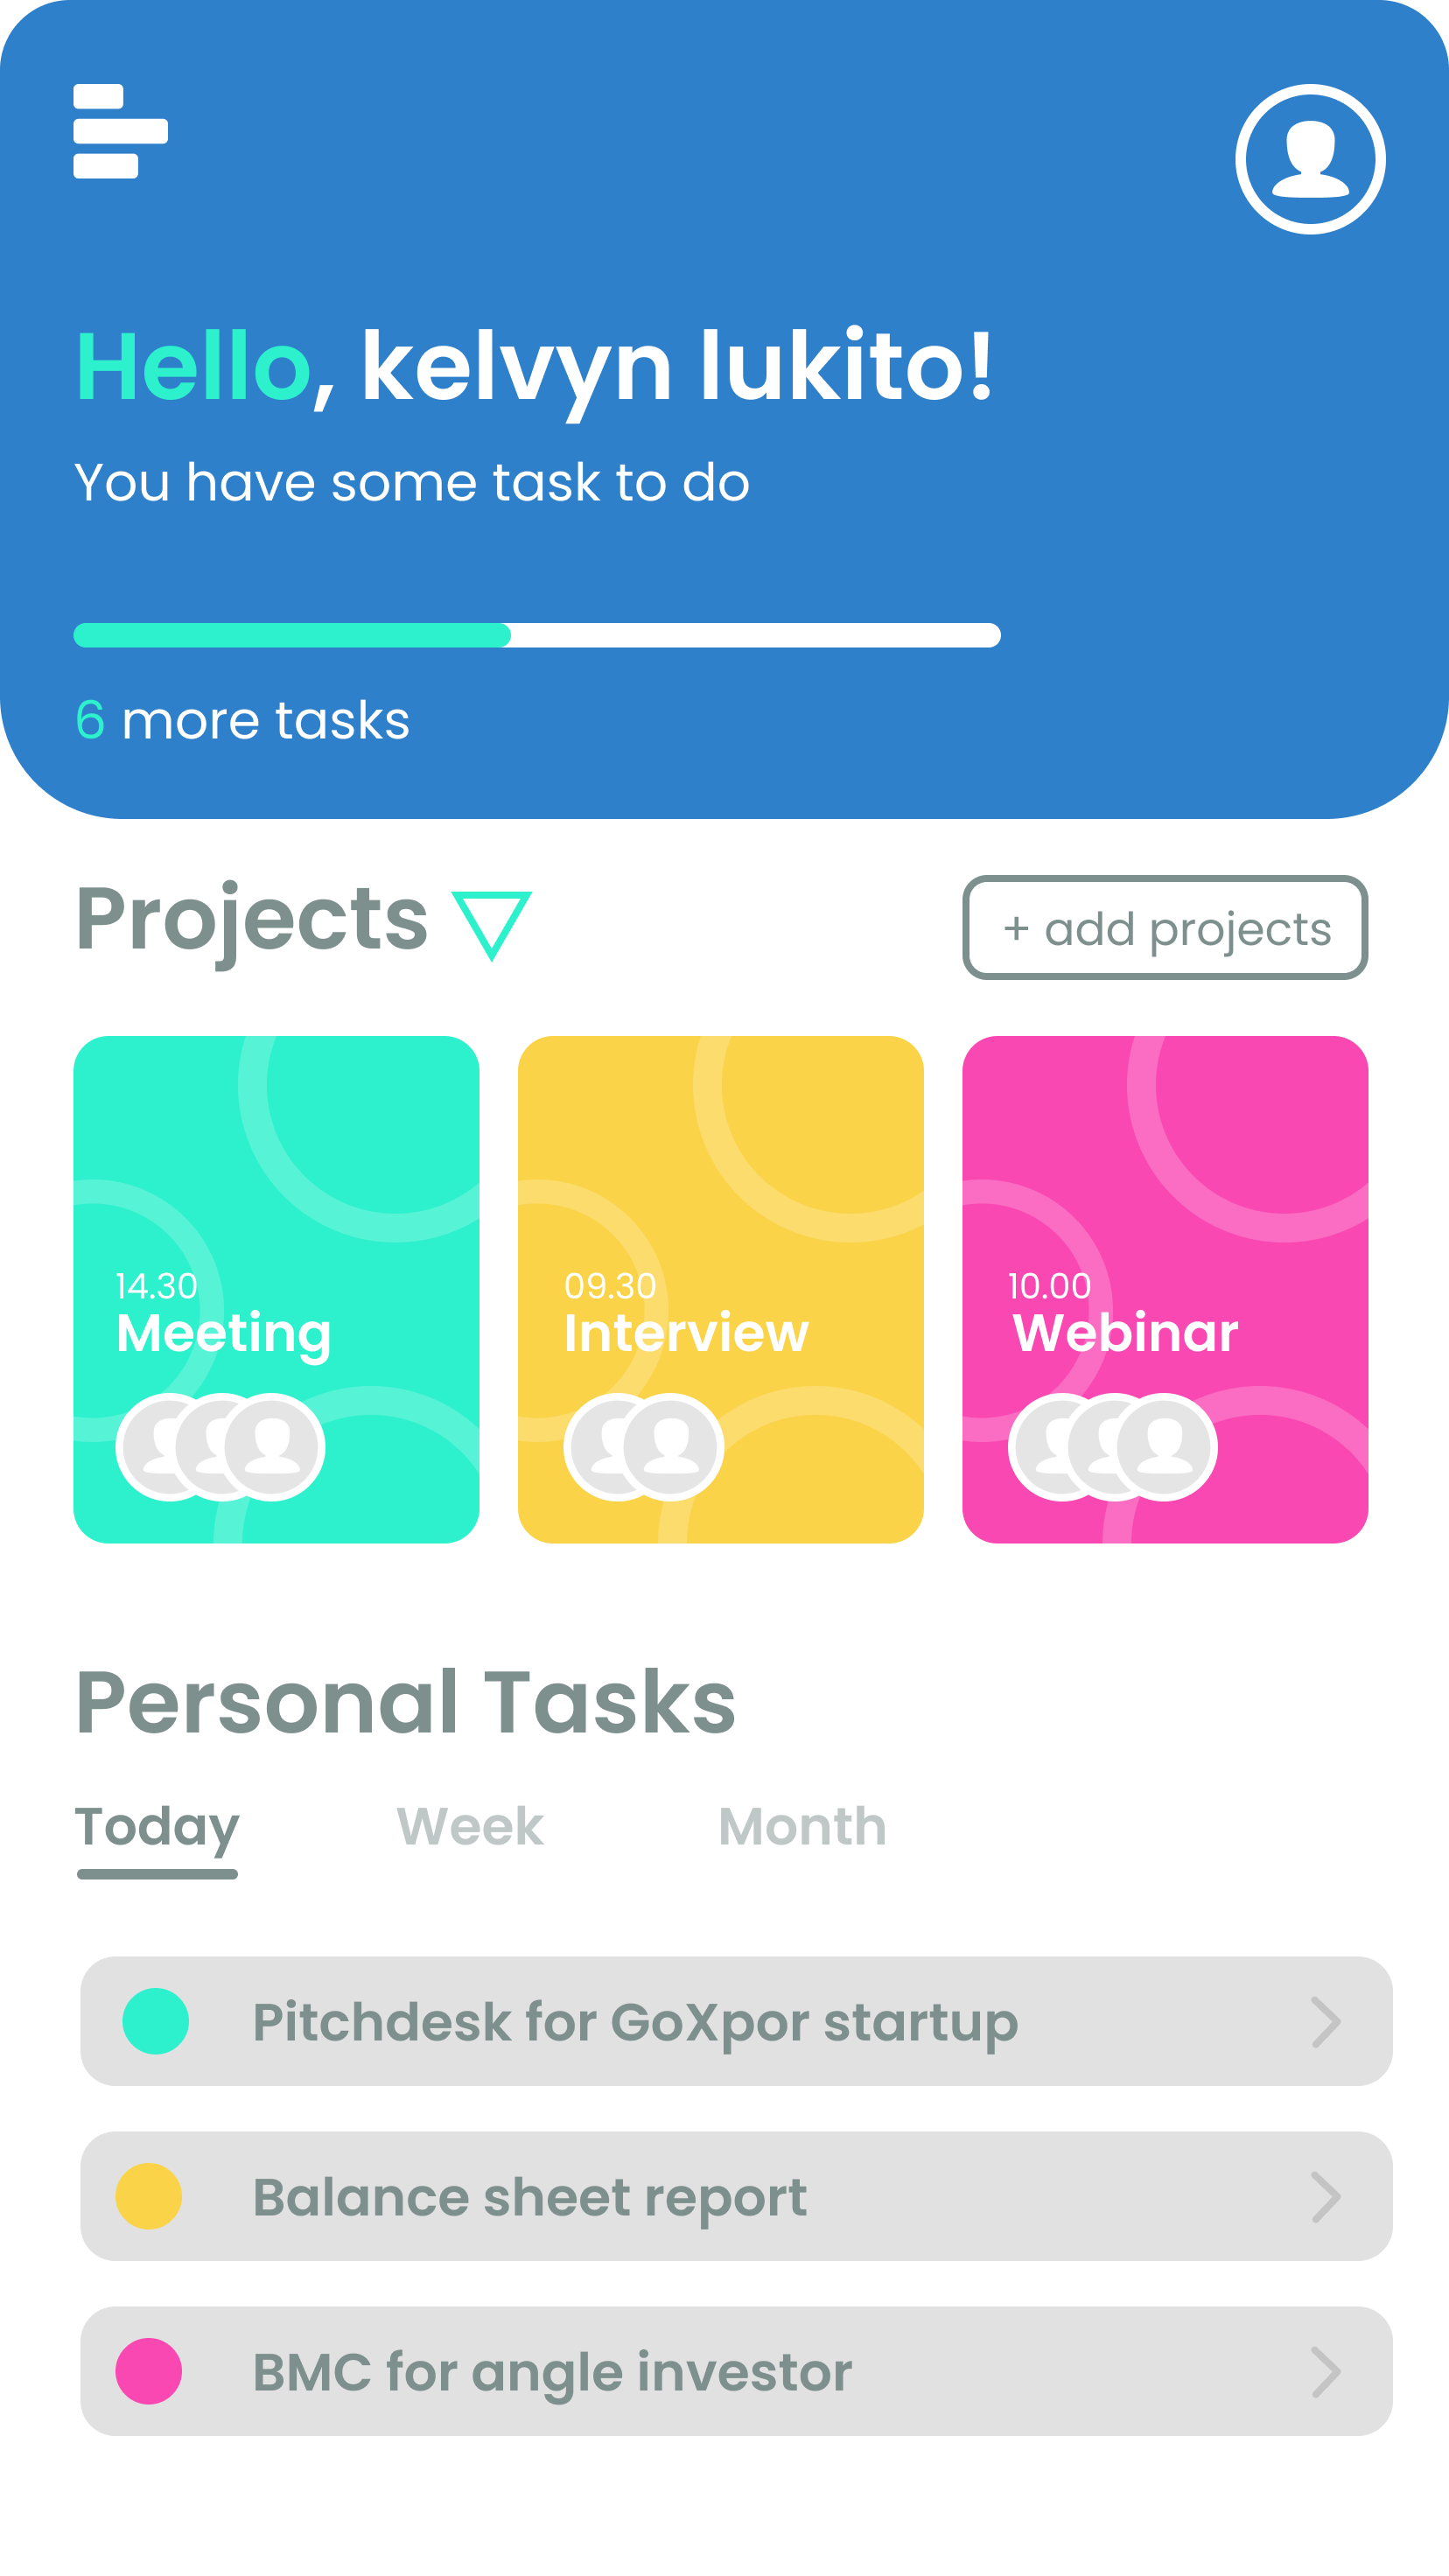 Hello, kelvyn lukito!
You have some task to do
6 more tasks
Projects
+ add projects
14.30
Meeting
09.30
Interview
10.00
Webinar
Personal Tasks
Today Week Month
Pitchdesk for GoXpor startup
Balance sheet report
BMC for angle investor